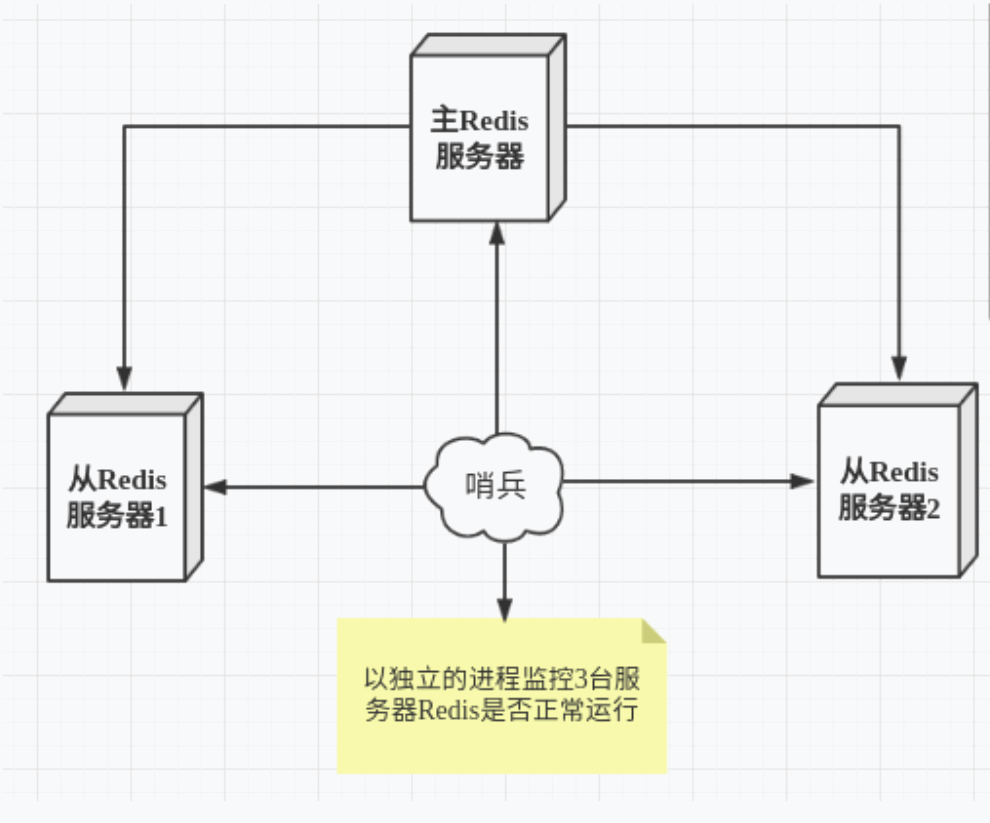 主Redis
服务器
从Redis
服务器1
哨兵
从Redis
服务器2
以独立的进程监控3台服
务器Redis是否正常运行